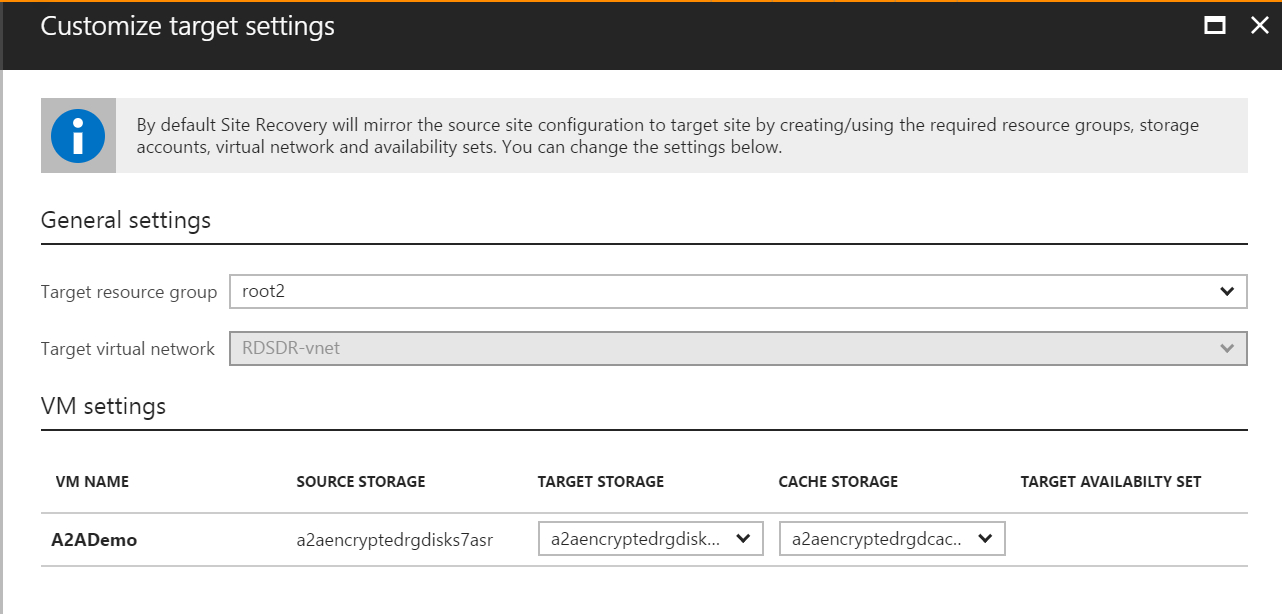 Customize target settings
By default Site Recovery will mirror the source site configuration to target site by creating/using the required resource groups, storage
accounts, virtual network and availability sets. You can change the settings below.
General settings
Target resource group root2
Target virtual network RDSDR-vnet
VM settings
VM NAME SOURCE STORAGE TARGET STORAGE CACHE STORAGE TARGET AVAILABILTY SET
A2ADemo a2aencryptedrgdisks7asr a2aencryptedrgdisk... a2aencryptedrgdcac..